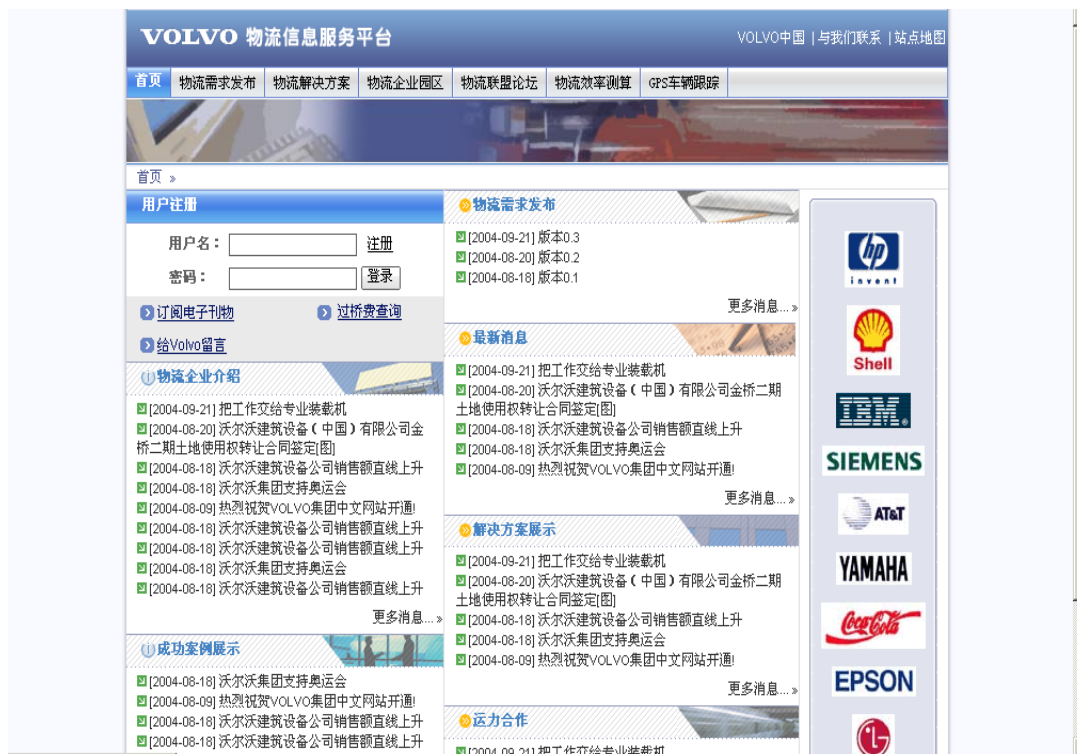 VOLVO 物流信息服务平台
VOLVO中国 | 与我们联系 | 站点地图
首页 物流需求发布 物流解决方案 物流企业园区 物流联盟论坛 物流效率测算 GPS车辆跟踪
首页 »
用户注册
用户名： 注册
密码： 登录
订阅电子刊物 过桥费查询
给Volvo留言
物流企业介绍
[2004-09-21] 把工作交给专业装载机
[2004-08-20] 沃尔沃建筑设备（中国）有限公司金
桥二期土地使用权转让合同签定[图]
[2004-08-18] 沃尔沃建筑设备公司销售额直线上升
[2004-08-18] 沃尔沃集团支持奥运会
[2004-08-09] 热烈祝贺VOLVO集团中文网站开通!
[2004-08-18] 沃尔沃建筑设备公司销售额直线上升
[2004-08-18] 沃尔沃建筑设备公司销售额直线上升
[2004-08-18] 沃尔沃集团支持奥运会
[2004-08-18] 沃尔沃建筑设备公司销售额直线上升
更多消息...»
成功案例展示
[2004-08-18] 沃尔沃集团支持奥运会
[2004-08-09] 热烈祝贺VOLVO集团中文网站开通!
[2004-08-18] 沃尔沃建筑设备公司销售额直线上升
[2004-08-18] 沃尔沃建筑设备公司销售额直线上升
物流需求发布
[2004-09-21] 版本0.3
[2004-08-20] 版本0.2
[2004-08-18] 版本0.1
更多消息...»
最新消息
[2004-09-21] 把工作交给专业装载机
[2004-08-20] 沃尔沃建筑设备（中国）有限公司金桥二期
土地使用权转让合同签定[图]
[2004-08-18] 沃尔沃建筑设备公司销售额直线上升
[2004-08-18] 沃尔沃集团支持奥运会
[2004-08-09] 热烈祝贺VOLVO集团中文网站开通!
更多消息...»
解决方案展示
[2004-09-21] 把工作交给专业装载机
[2004-08-20] 沃尔沃建筑设备（中国）有限公司金桥二期
土地使用权转让合同签定[图]
[2004-08-18] 沃尔沃建筑设备公司销售额直线上升
[2004-08-18] 沃尔沃集团支持奥运会
[2004-08-09] 热烈祝贺VOLVO集团中文网站开通!
更多消息...»
运力合作
[2004-09-21] 把工作交给专业装载机
hp
invent
Shell
IBM.
SIEMENS
AT&T
YAMAHA
Coca-Cola
EPSON
LG